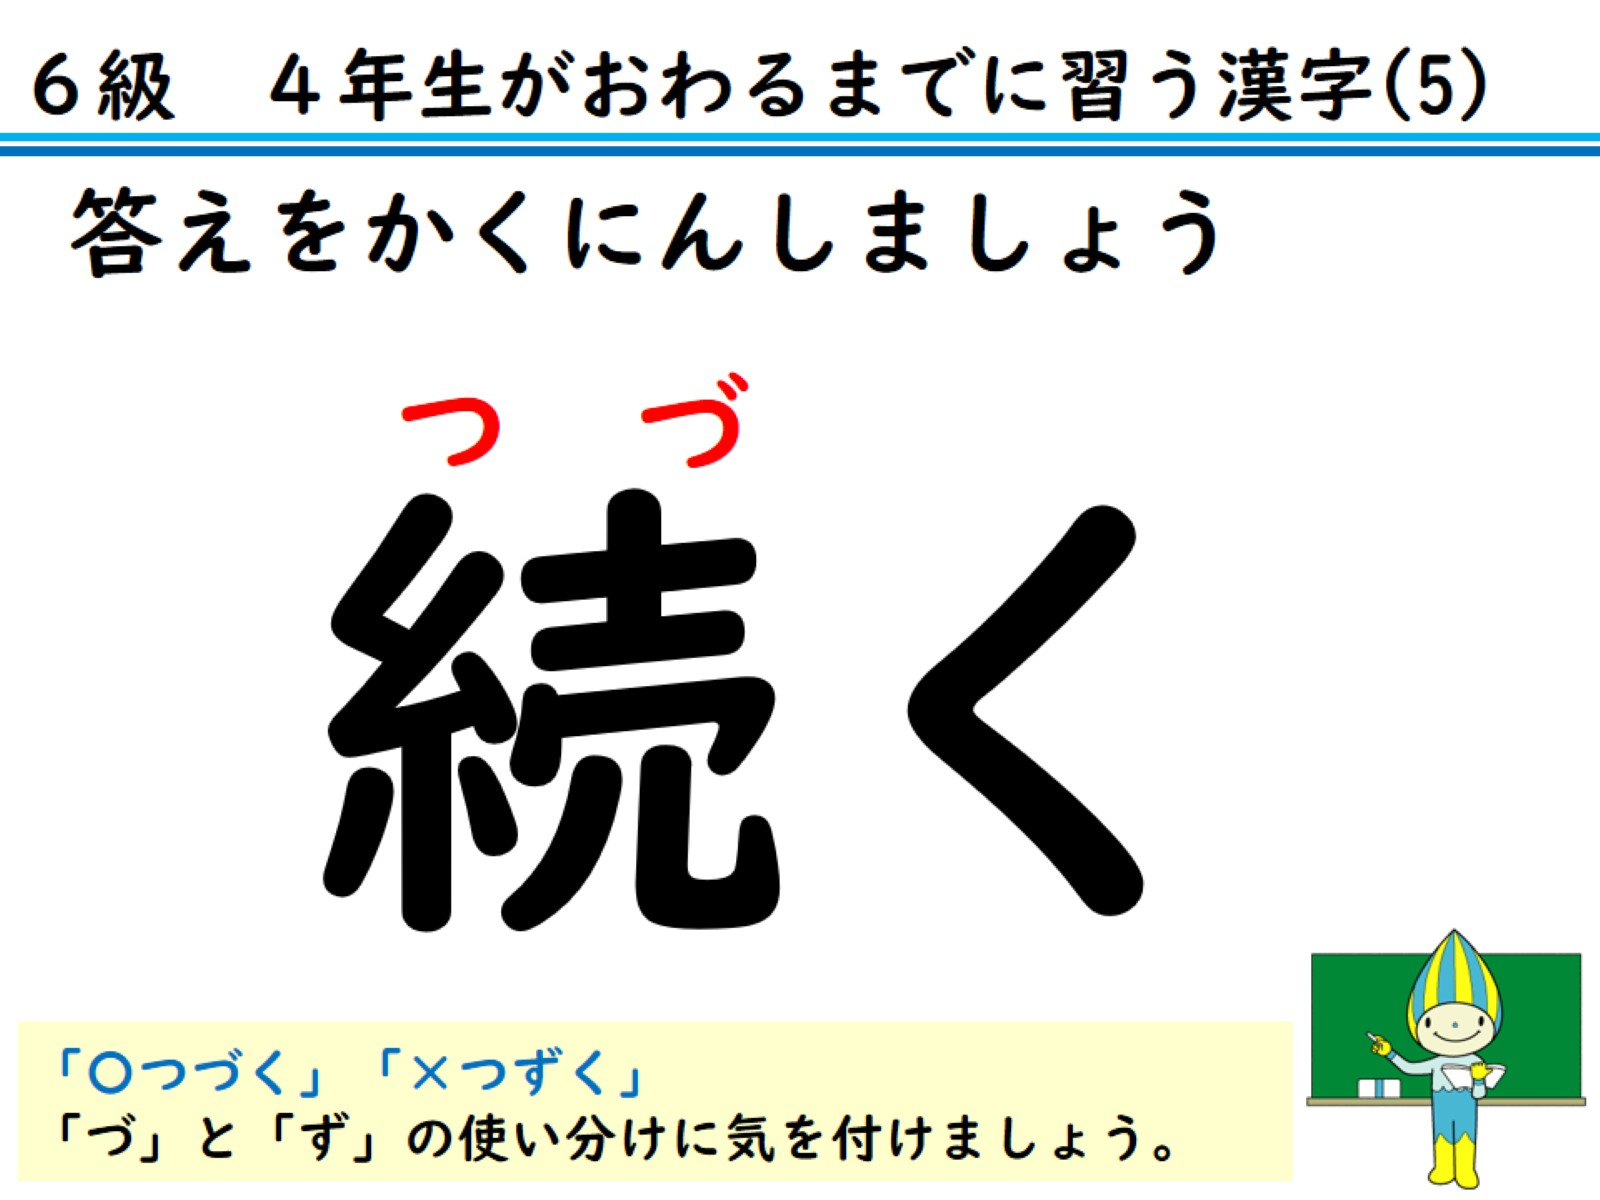 ６級　４年生がおわるまでに習う漢字(5)
答えをかくにんしましょう
つづ
続く
「〇つづく」「×つずく」
「づ」と「ず」の使い分けに気を付けましょう。